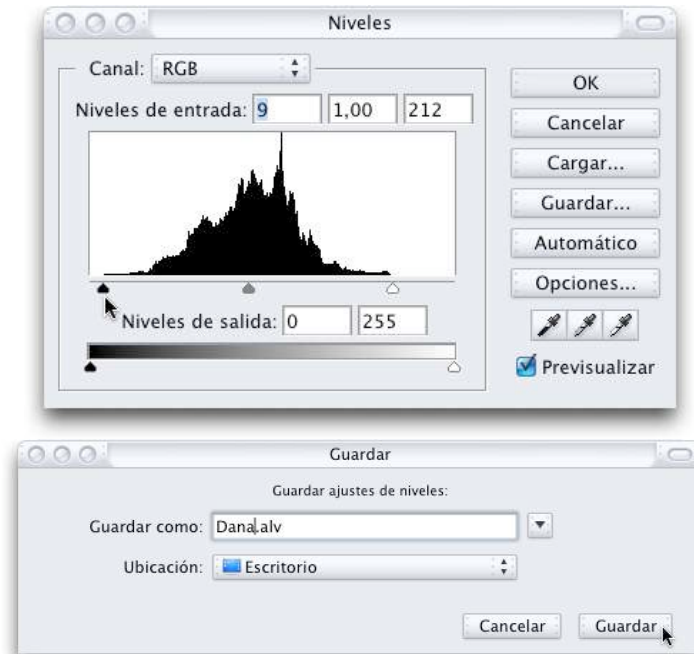 Niveles
Canal: RGB
Niveles de entrada: 9 1,00 212
OK
Cancelar
Cargar...
Guardar...
Automático
Opciones...
Niveles de salida: 0 255
Previsualizar
Guardar
Guardar ajustes de niveles:
Guardar como: Dana.alv
Ubicación: Escritorio
Cancelar Guardar